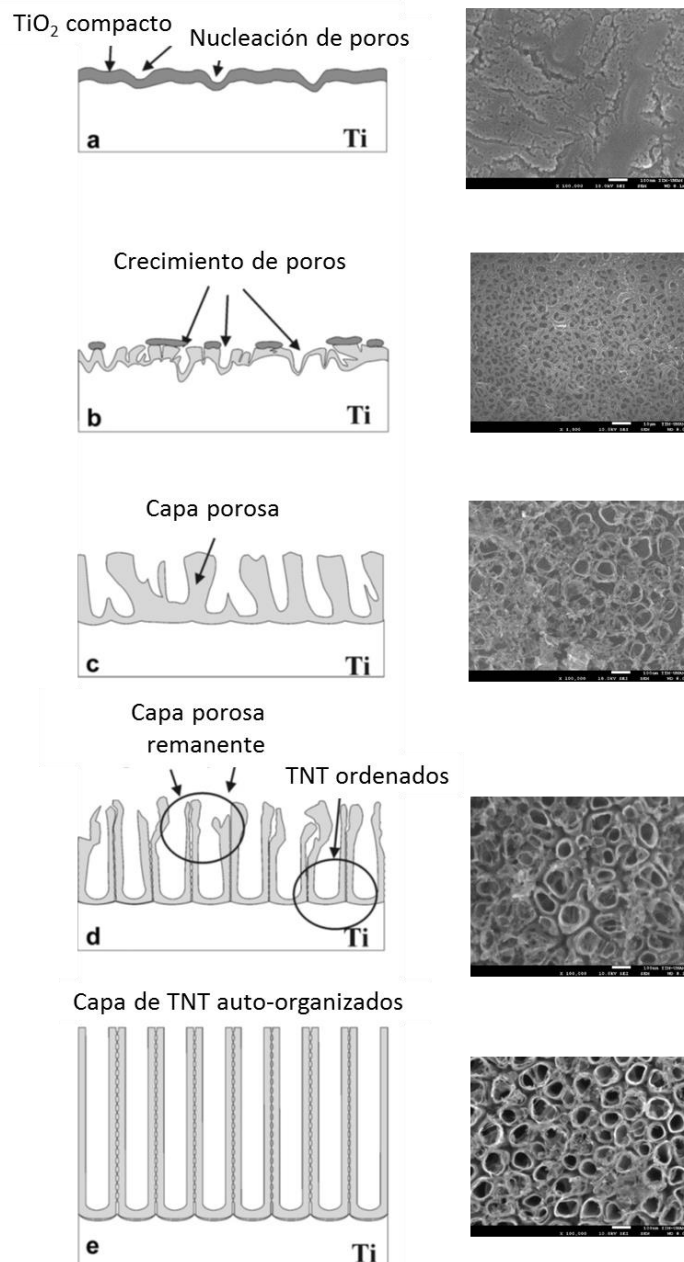 TiO₂ compacto
Nucleación de poros
a
Ti
Crecimiento de poros
b
Ti
Capa porosa
c
Ti
Capa porosa
remanente
TNT ordenados
d
Ti
Capa de TNT auto-organizados
e
Ti